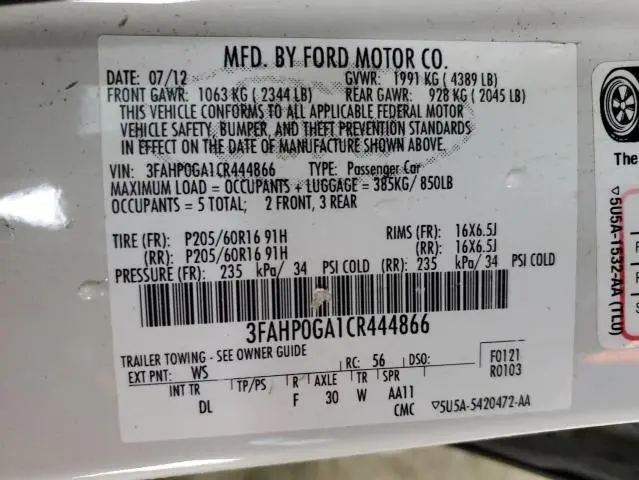 MFD. BY FORD MOTOR CO.
DATE: 07/12 GVWR: 1991 KG ( 4389 LB)
FRONT GAWR: 1063 KG ( 2344 LB) REAR GAWR: 928 KG ( 2045 LB)
THIS VEHICLE CONFORMS TO ALL APPLICABLE FEDERAL MOTOR
VEHICLE SAFETY, BUMPER, AND THEFT PREVENTION STANDARDS
IN EFFECT ON THE DATE OF MANUFACTURE SHOWN ABOVE.
VIN: 3FAHP0GA1CR444866 TYPE: Passenger Car
MAXIMUM LOAD = OCCUPANTS + LUGGAGE = 385KG/ 850LB
OCCUPANTS = 5 TOTAL; 2 FRONT, 3 REAR
TIRE (FR): P205/60R16 91H RIMS (FR): 16X6.5J
(RR): P205/60R16 91H (RR): 16X6.5J
PRESSURE (FR): 235 kPa/ 34 PSI COLD (RR): 235 kPa/ 34 PSI COLD
3FAHP0GA1CR444866
TRAILER TOWING - SEE OWNER GUIDE
EXT PNT: WS RC: 56 DSO: F0121
R0103
INT TR TP/PS R AXLE TR SPR
DL F 30 W AA11
CMC ▽5U5A-5420472-AA
The
▽5U5A-1532-AA (TLU)